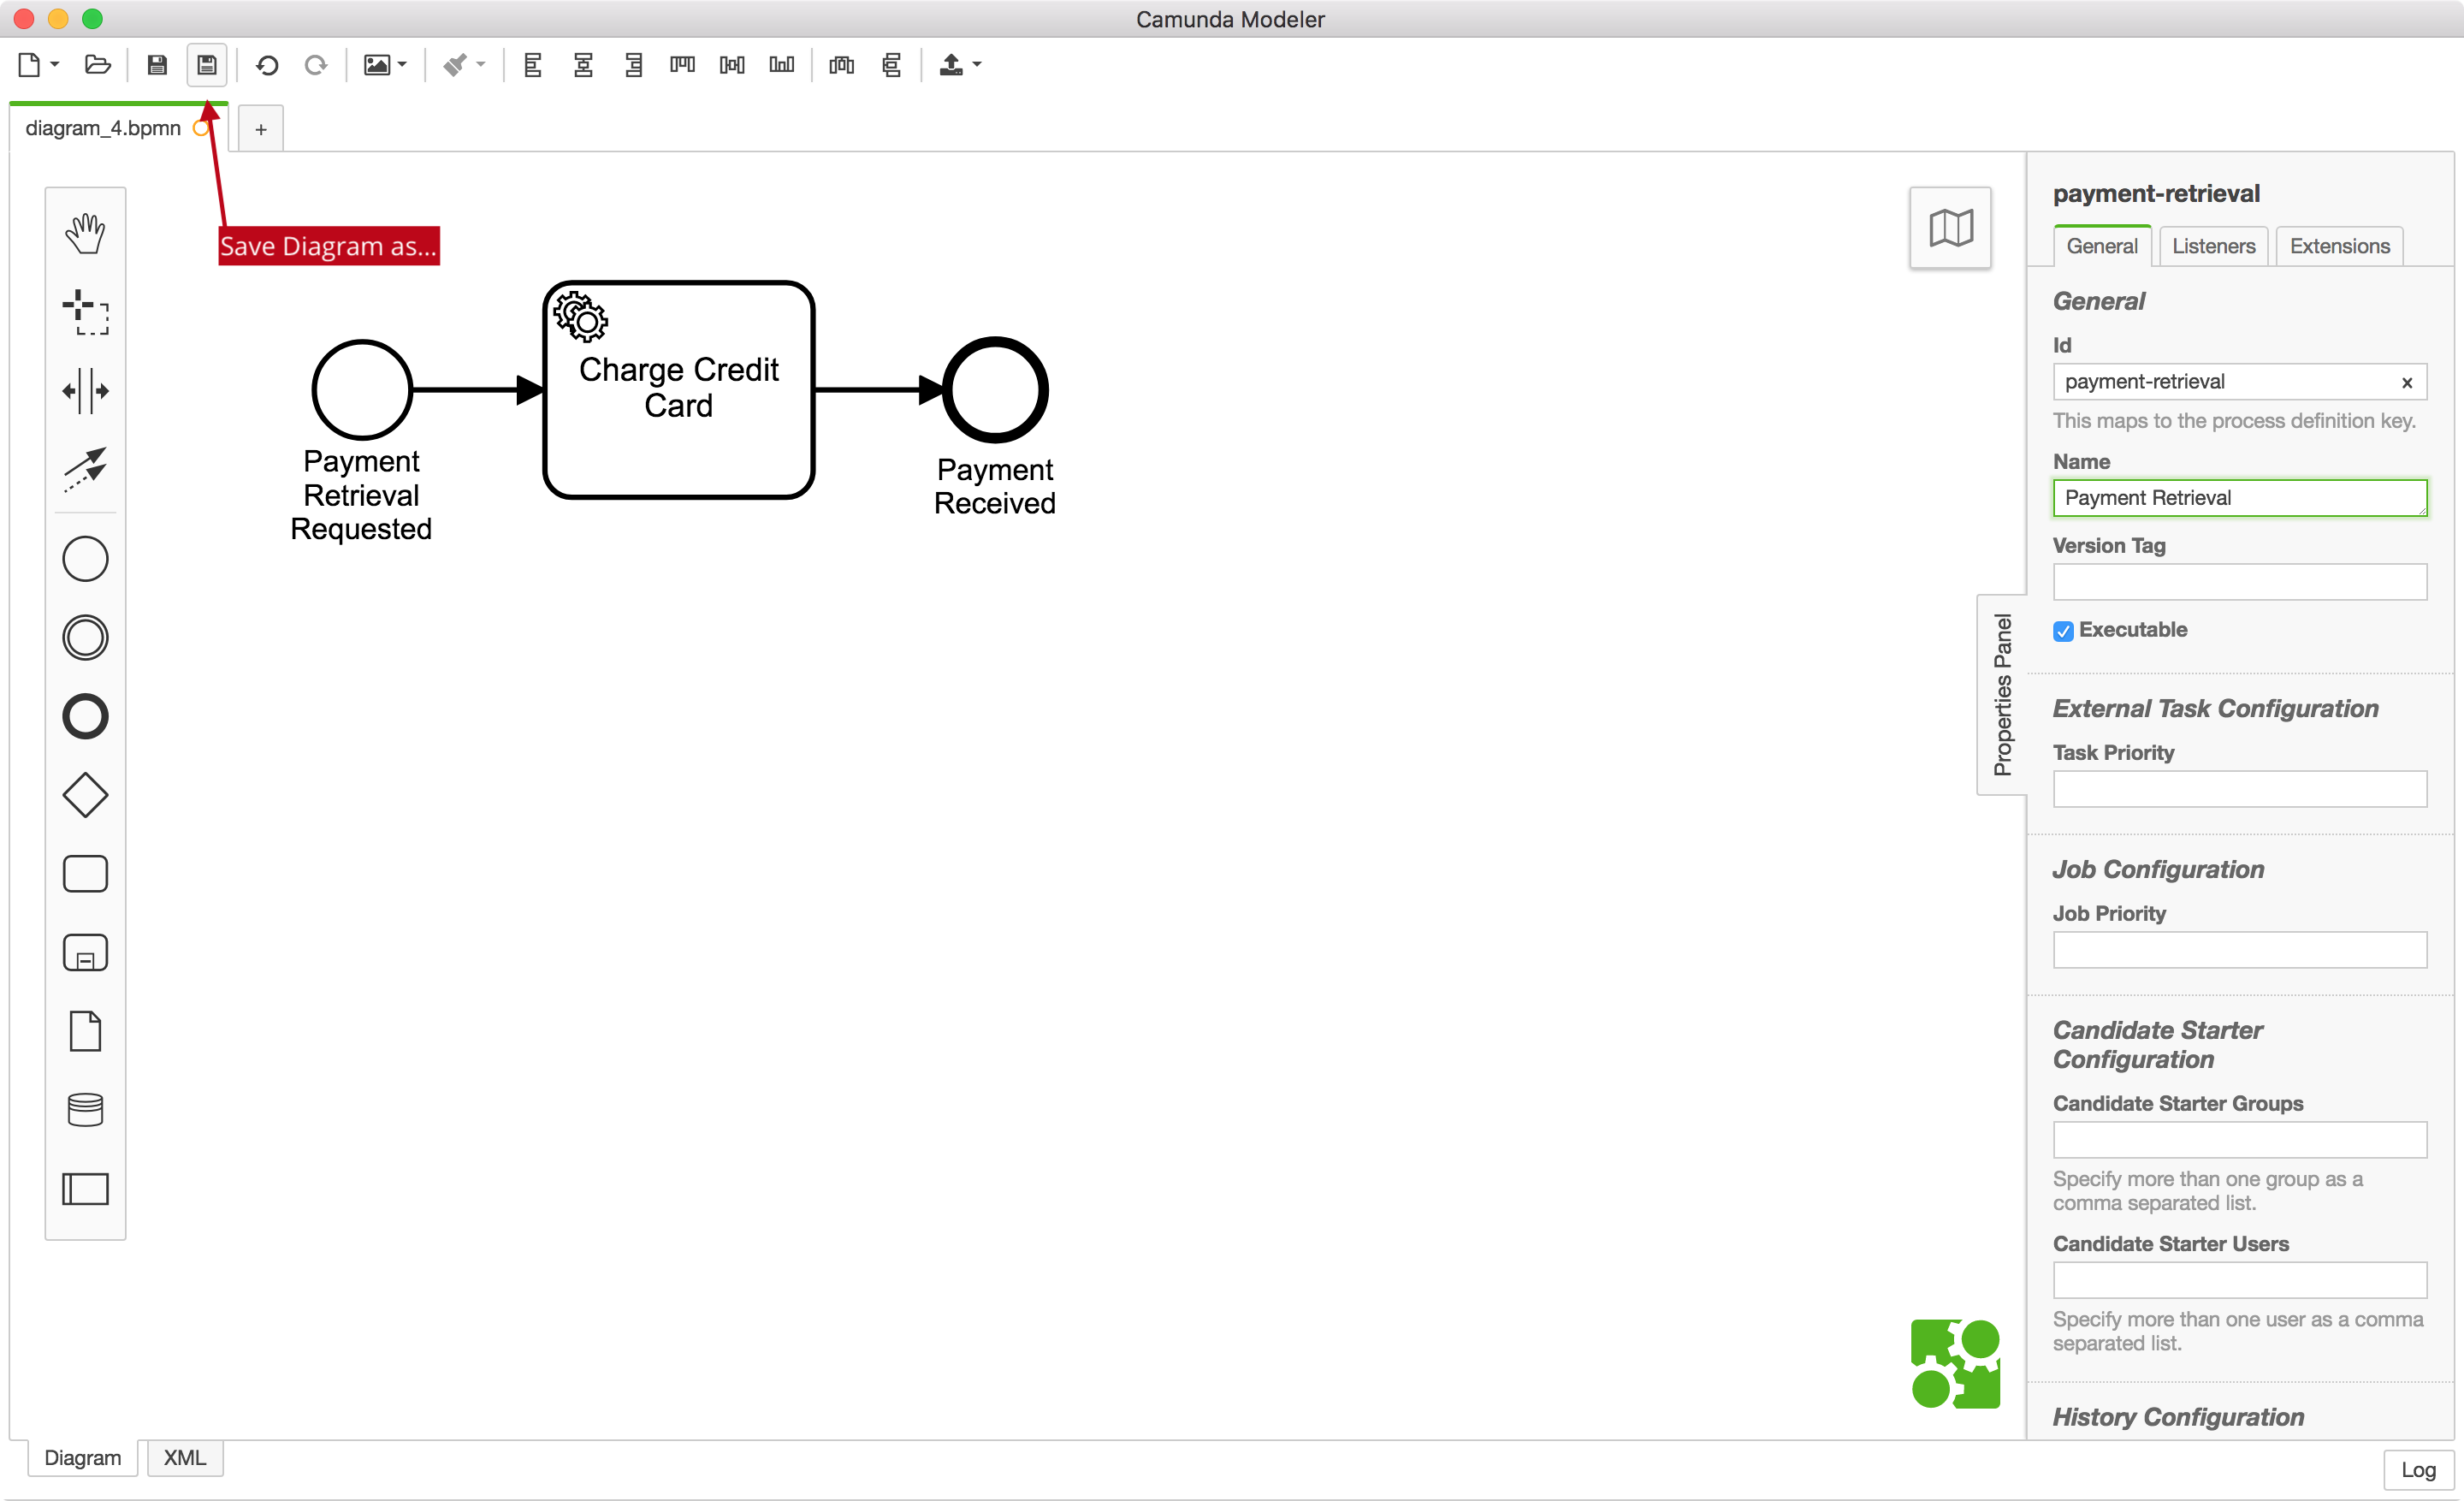 Camunda Modeler
diagram_4.bpmn
+
Save Diagram as...
Charge Credit
Card
Payment
Retrieval
Requested
Payment
Received
Properties Panel
payment-retrieval
General
Listeners
Extensions
General
Id
payment-retrieval
x
This maps to the process definition key.
Name
Payment Retrieval
Version Tag
Executable
External Task Configuration
Task Priority
Job Configuration
Job Priority
Candidate Starter
Configuration
Candidate Starter Groups
Specify more than one group as a
comma separated list.
Candidate Starter Users
Specify more than one user as a comma
separated list.
History Configuration
Diagram
XML
Log